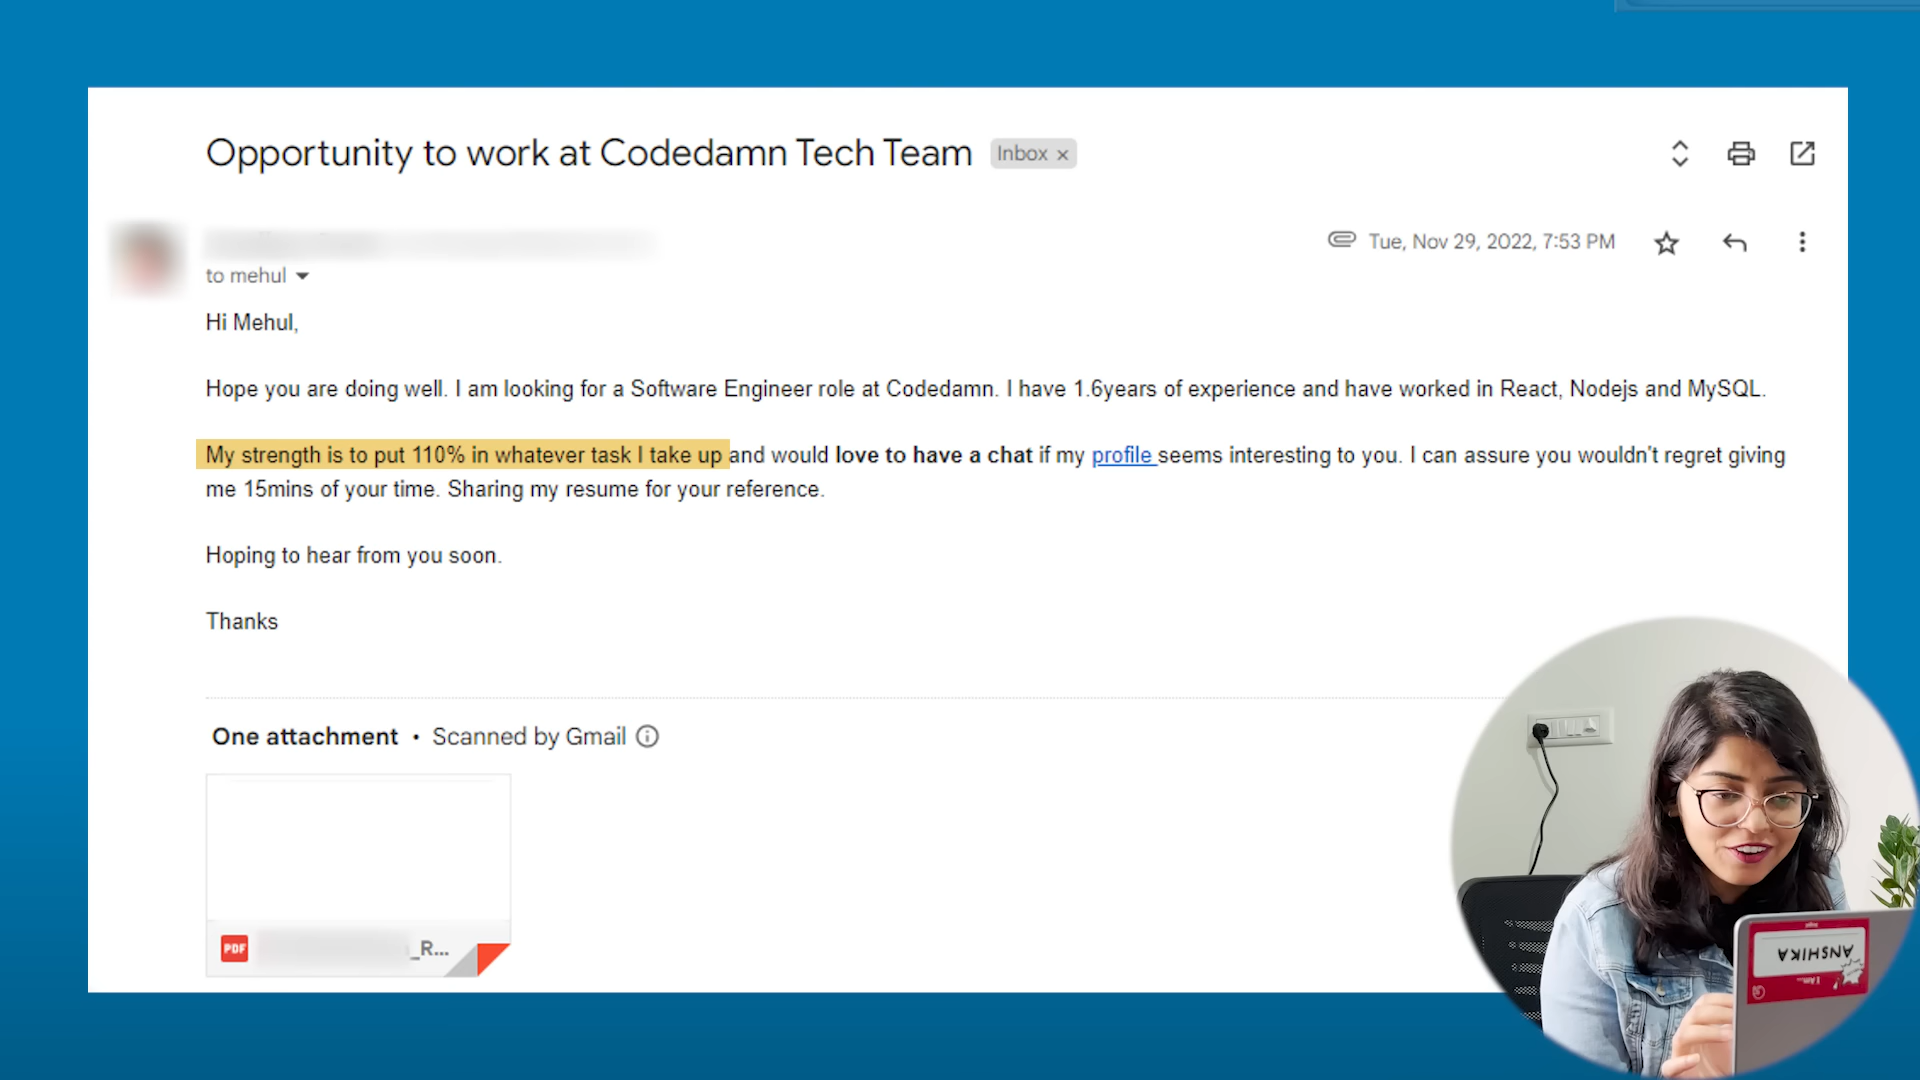 Opportunity to work at Codedamn Tech Team Inbox ×
Tue, Nov 29, 2022, 7:53 PM
to mehul
Hi Mehul,
Hope you are doing well. I am looking for a Software Engineer role at Codedamn. I have 1.6years of experience and have worked in React, Nodejs and MySQL.
My strength is to put 110% in whatever task I take up and would love to have a chat if my profile seems interesting to you. I can assure you wouldn't regret giving
me 15mins of your time. Sharing my resume for your reference.
Hoping to hear from you soon.
Thanks
One attachment • Scanned by Gmail
PDF _R...
ANSHIKA
I Am...